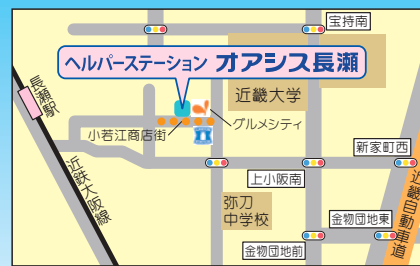 宝持南
ヘルパーステーション オアシス長瀬
近畿大学
長瀬駅
グルメシティ
小若江商店街
新家町西
上小阪南
近鉄大阪線
弥刀
中学校
金物団地東
金物団地前
近畿自動車道